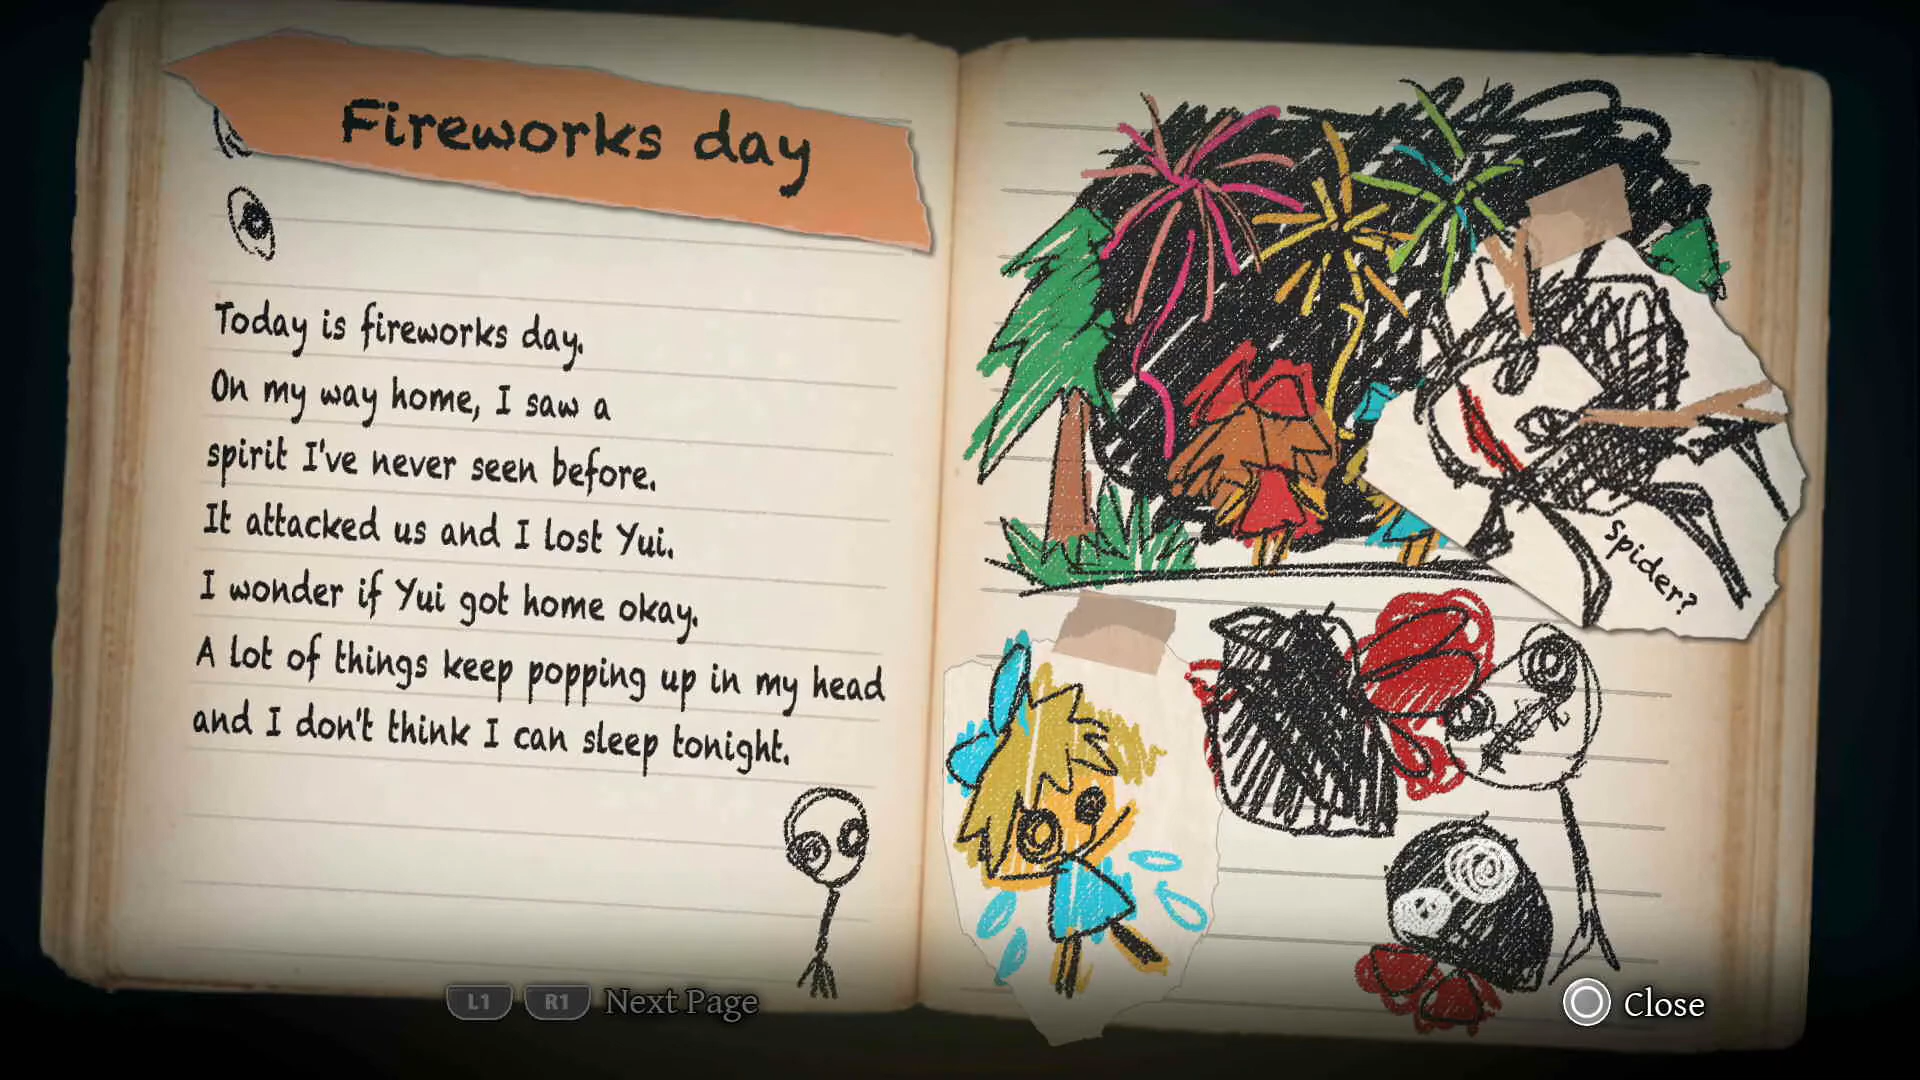 Fireworks day
Today is fireworks day.
On my way home, I saw a
spirit I've never seen before.
It attacked us and I lost Yui.
I wonder if Yui got home okay.
A lot of things keep popping up in my head
and I don't think I can sleep tonight.
Spider?
L1 R1 Next Page
Close